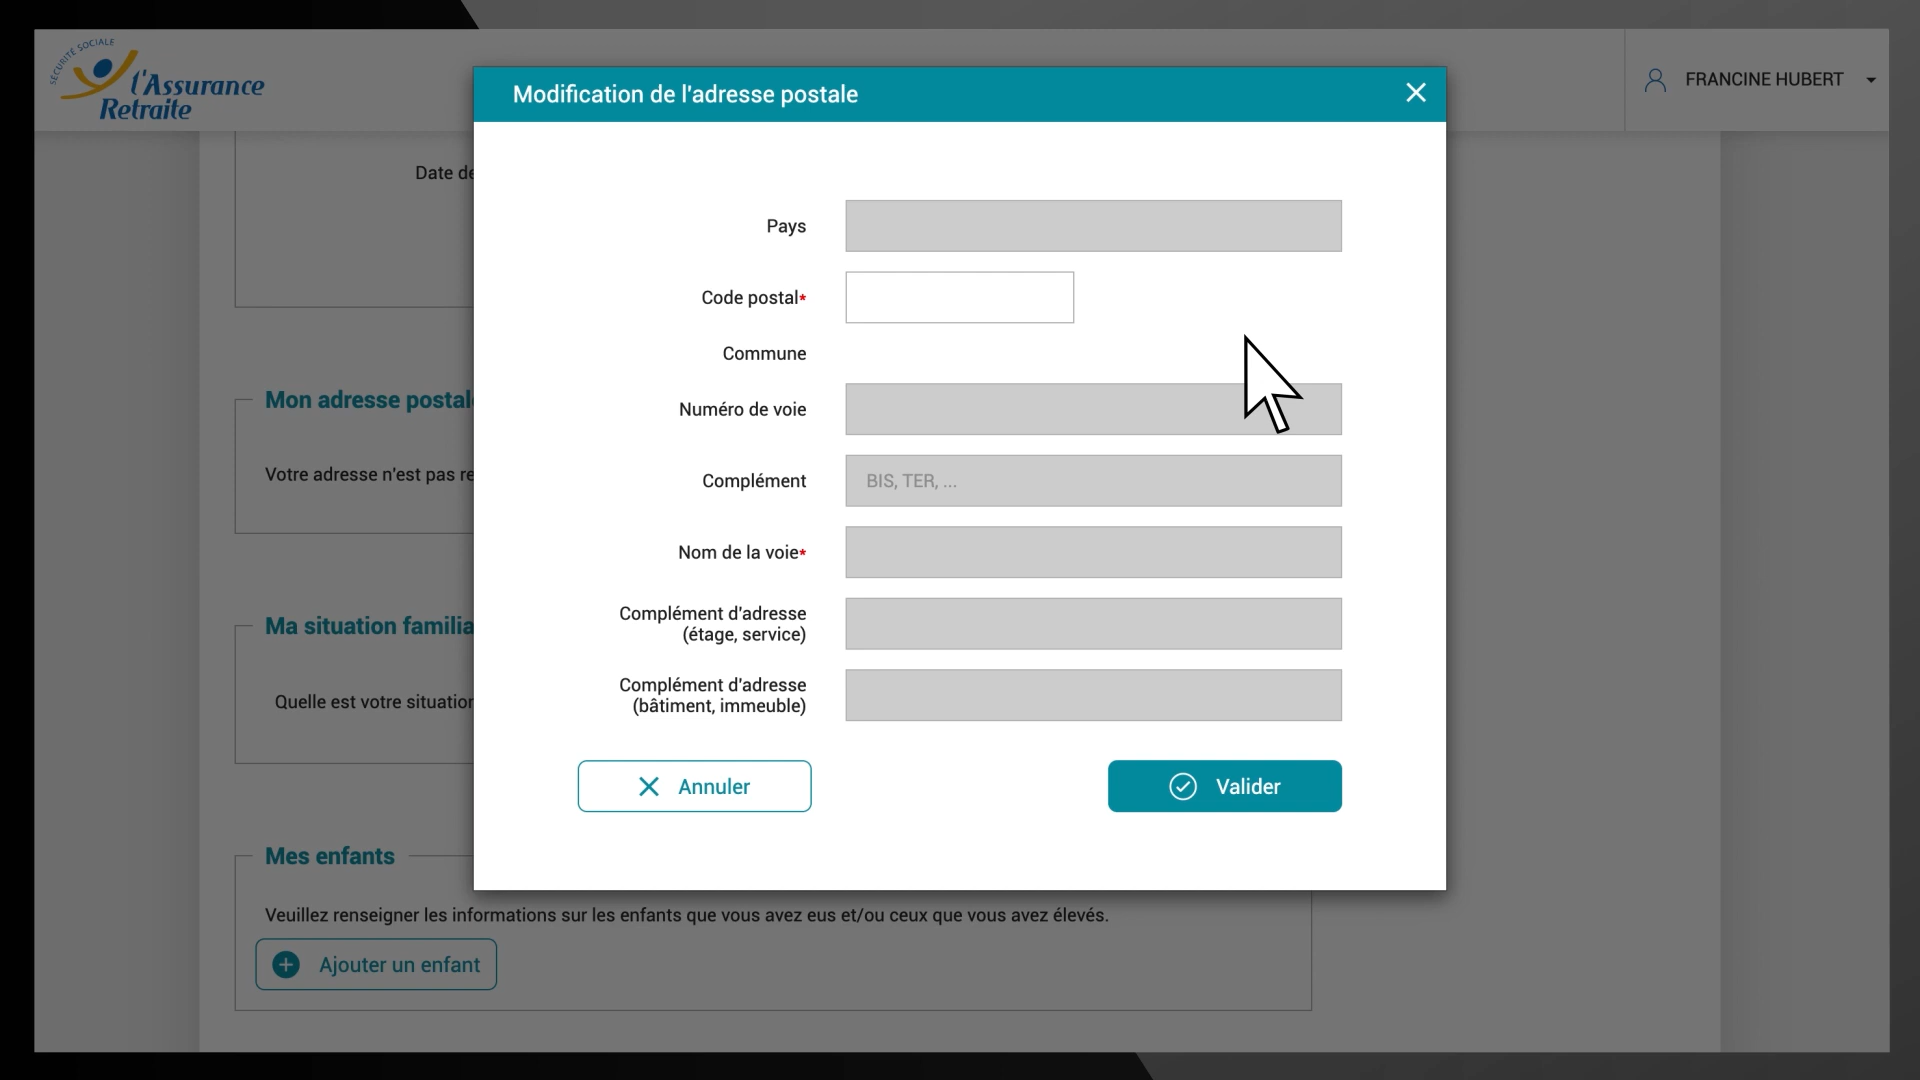 SÉCURITÉ SOCIALE
l'Assurance
Retraite
FRANCINE HUBERT
Modification de l'adresse postale
Date de
Pays
Code postal*
Commune
Numéro de voie
Complément
BIS, TER, ...
Nom de la voie*
Complément d'adresse
(étage, service)
Complément d'adresse
(bâtiment, immeuble)
Annuler
Valider
Mon adresse postal
Votre adresse n'est pas re
Ma situation familia
Quelle est votre situation
Mes enfants
Veuillez renseigner les informations sur les enfants que vous avez eus et/ou ceux que vous avez élevés.
Ajouter un enfant